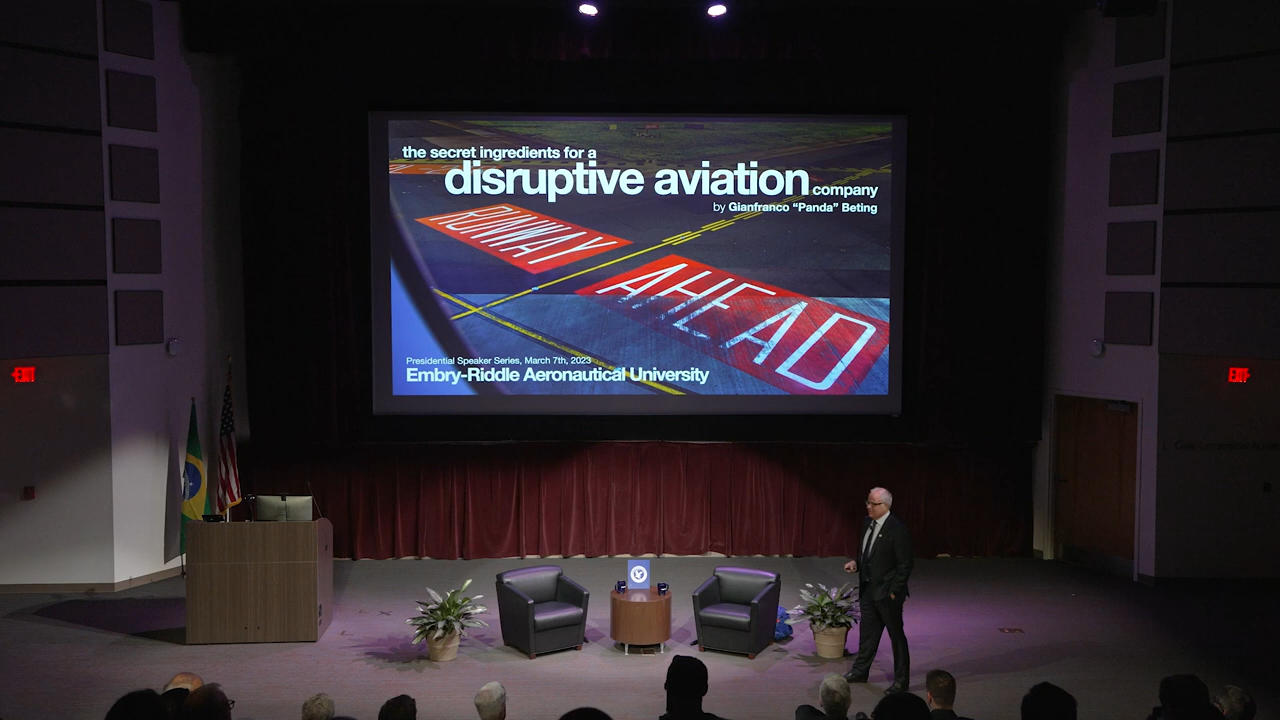 the secret ingredients for a
disruptive aviation company
by Gianfranco “Panda” Beting
RUNWAY
AHEAD
Presidential Speaker Series, March 7th, 2023
Embry-Riddle Aeronautical University
EXIT
EXIT